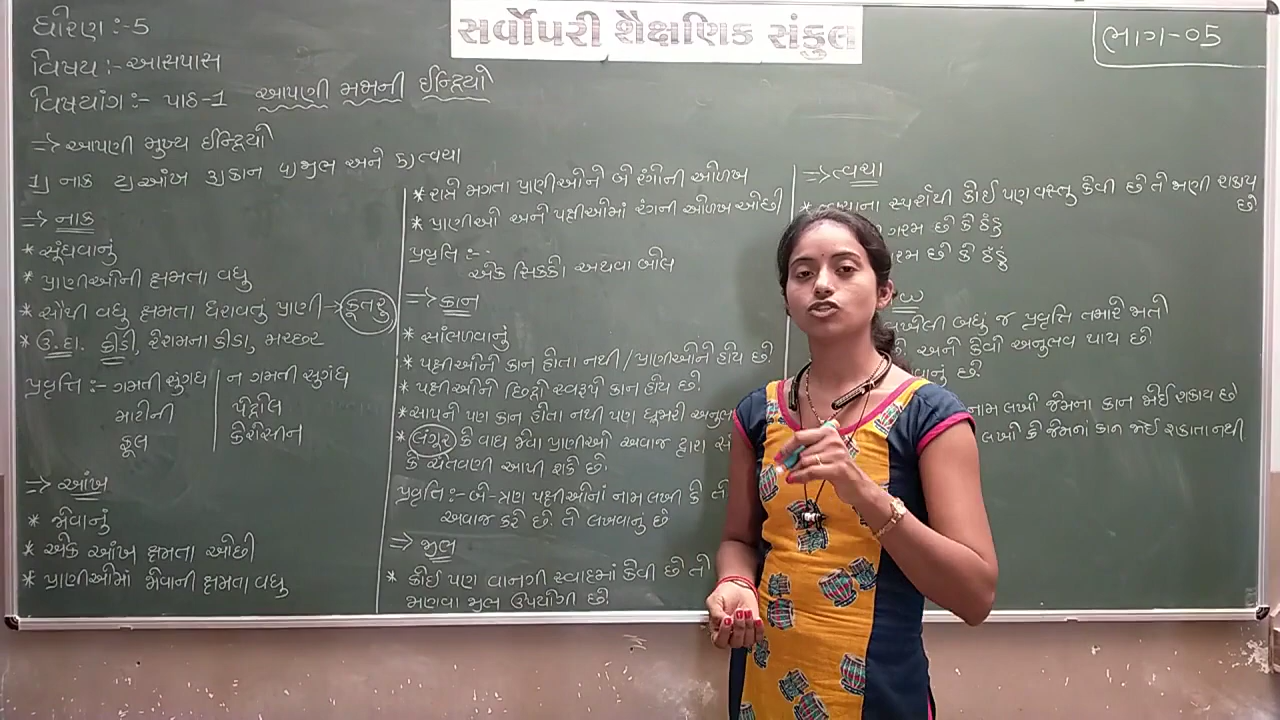 સર્વોપરી શૈક્ષણિક સંકુલ
ભાગ-૦5
ધોરણ :-5
વિષય :- આસપાસ
વિષયાંગ :- પાઠ-1 આપણી મજાની ઈન્દ્રિયો
=> આપણી મુખ્ય ઈન્દ્રિયો
1) નાક 2) આંખ 3) કાન 4) જીભ અને 5) ત્વચા
=> નાક
* સૂંઘવાનું
* પ્રાણીઓની ક્ષમતા વધુ
* સૌથી વધુ ક્ષમતા ધરાવતું પ્રાણી → કૂતરુ
* ઉ.દા. કીડી, રેશમના કીડા, મચ્છર
પ્રવૃતિ :- ગમતી સુગંધ | ન ગમતી સુગંધ
માટીની | પેટ્રોલ
ફૂલ | કેરોસીન
=> આંખ
* જોવાનું
* એક આંખ ક્ષમતા ઓછી
* પ્રાણીઓમાં જોવાની ક્ષમતા વધુ
* રાત્રે જાગતા પ્રાણીઓને બે રંગોની ઓળખ
* પ્રાણીઓ અને પક્ષીઓમાં રંગની ઓળખ ઓછી
પ્રવૃતિ :-
એક સિક્કો અથવા બોલ
=> કાન
* સાંભળવાનું
* પક્ષીઓને કાન હોતા નથી / પ્રાણીઓને હોય છે.
* પક્ષીઓને છિદ્રો સ્વરૂપે કાન હોય છે.
* સાપને પણ કાન હોતા નથી પણ ધ્રુજારી
* લંગુર કે વાઘ જેવા પ્રાણીઓ અવાજ દ્વારા
કે ચેતવણી આપી શકે છે.
પ્રવૃતિ :- બે-ત્રણ પક્ષીઓનાં નામ લખો કે
અવાજ કરે છે. તે લખવાનું છે
=> જીભ
* કોઈ પણ વાનગી સ્વાદમાં કેવી છે તે
જાણવા જીભ ઉપયોગી છે.
=> ત્વચા
* સ્પર્શથી કોઈ પણ વસ્તુ કેવી છે તે જાણી શકાય
છે.
ગરમ છે કે ઠંડુ
છે કે ઠંડું
બધું જ પ્રવૃતિ તમારે
અને કેવો અનુભવ થાય છે.
છે.
નામ લખો જેમના કાન જોઈ શકાય છે
લખો કે જેમનાં કાન જોઈ શકાતા નથી